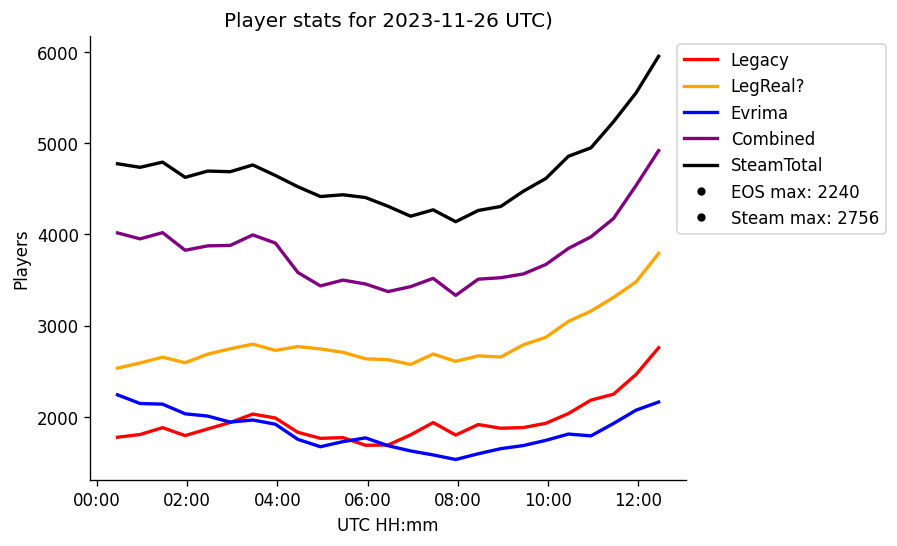 Player stats for 2023-11-26 UTC)
6000
5000
4000
3000
2000
Players
00:00 02:00 04:00 06:00 08:00 10:00 12:00
UTC HH:mm
Legacy
LegReal?
Evrima
Combined
SteamTotal
EOS max: 2240
Steam max: 2756